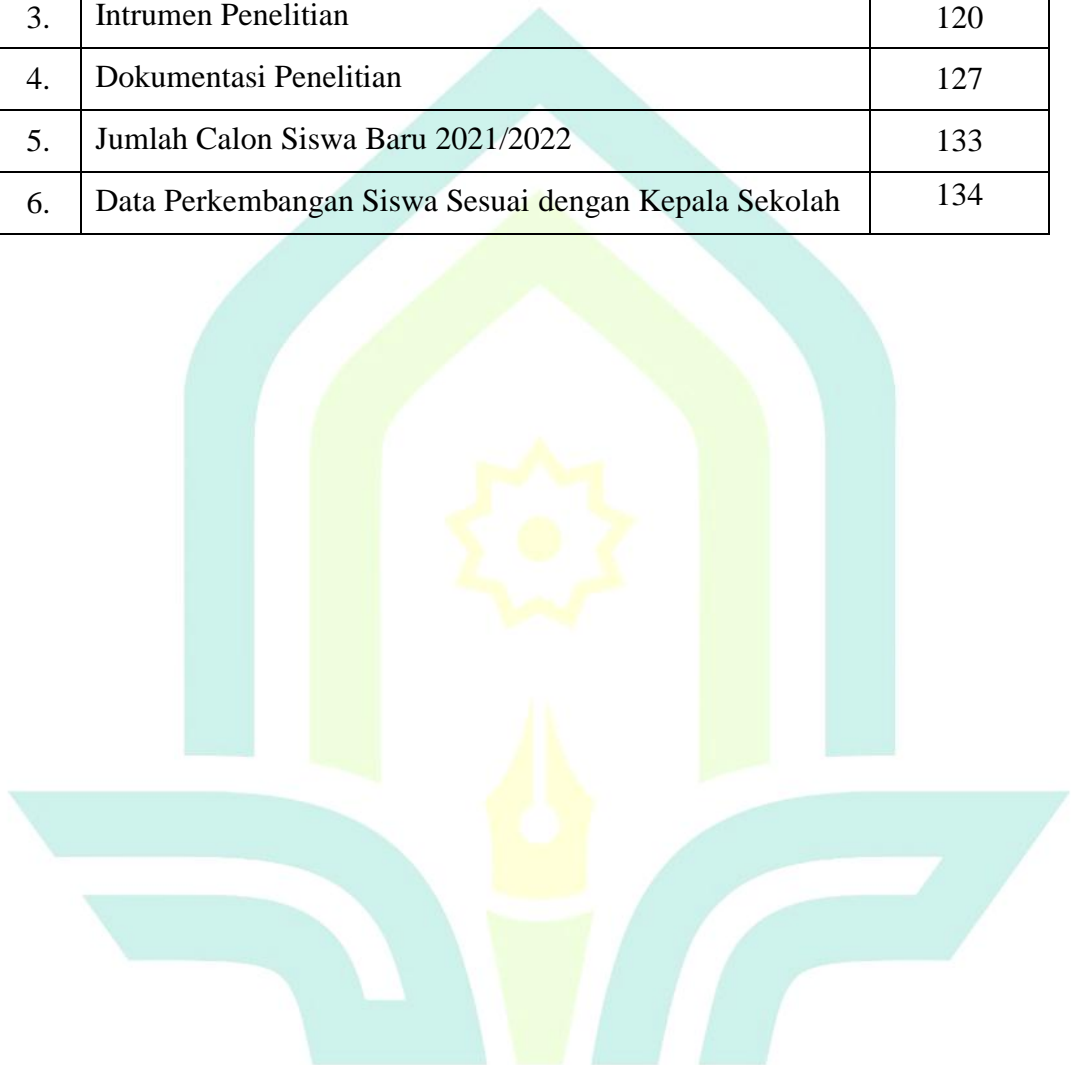 3. Intrumen Penelitian 120
4. Dokumentasi Penelitian 127
5. Jumlah Calon Siswa Baru 2021/2022 133
6. Data Perkembangan Siswa Sesuai dengan Kepala Sekolah 134